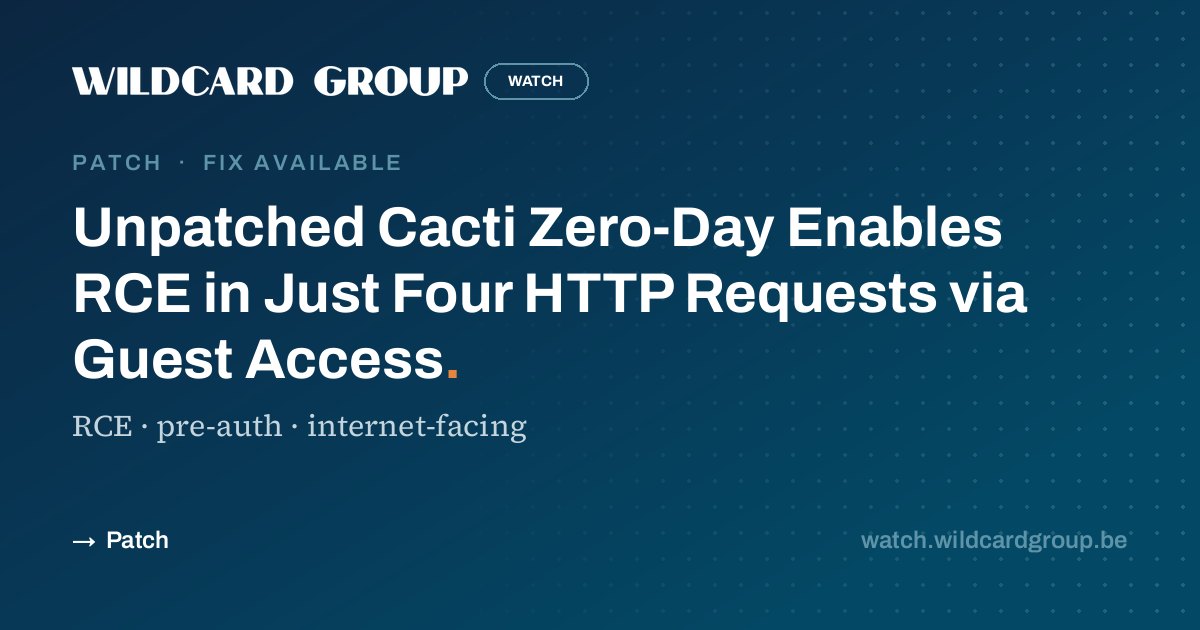 WILDCARD GROUP WATCH
PATCH · FIX AVAILABLE
Unpatched Cacti Zero-Day Enables
RCE in Just Four HTTP Requests via
Guest Access.
RCE · pre-auth · internet-facing
→ Patch
watch.wildcardgroup.be